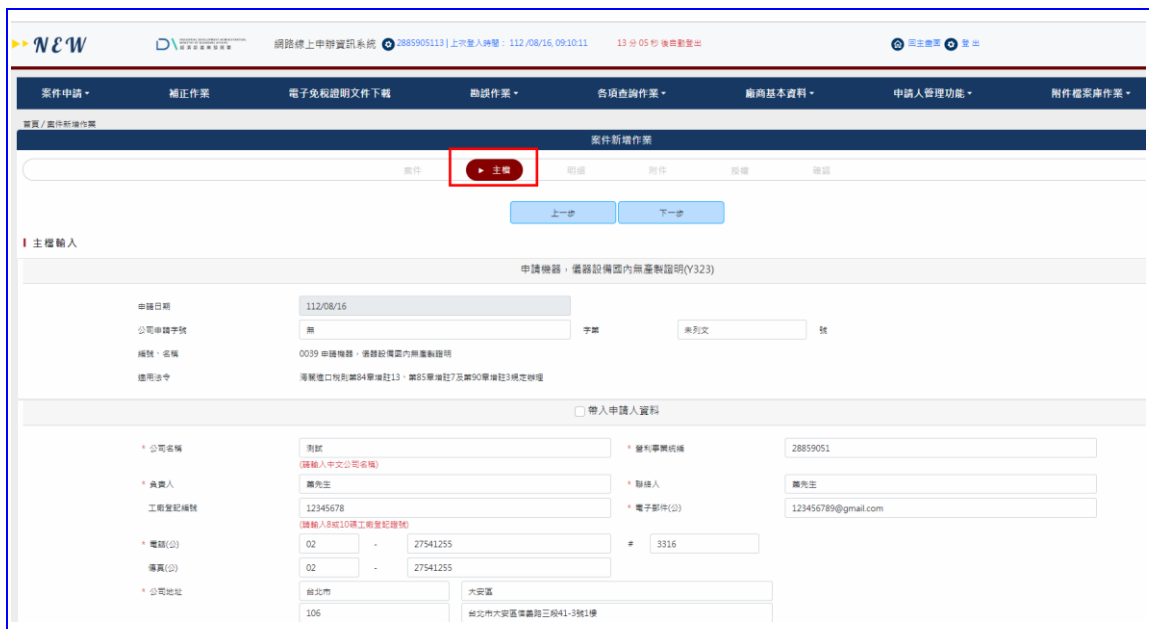 NEW
網路線上申辦資訊系統 2885905113|上次登入時間： 112 /08/16, 09:10:11 13 分 05 秒 後自動登出 回主畫面 登 出
案件申請 補正作業 電子免稅證明文件下載 勘誤作業 各項查詢作業 廠商基本資料 申請人管理功能 附件檔案庫作業
首頁 / 案件新增作業
案件新增作業
案件 主檔 明細 附件 授權 確認
上一步 下一步
主檔輸入
申請機器，儀器設備國內無產製證明(Y323)
申請日期 112/08/16
公司申請字號 無 字第 未列文 號
編號、名稱 0039 申請機器，儀器設備國內無產製證明
適用法令 海關進口稅則第84章增註13、第85章增註7及第90章增註3規定辦理
帶入申請人資料
* 公司名稱 測試 * 營利事業統編 28859051
(請輸入中文公司名稱)
* 負責人 蕭先生 * 聯絡人 蕭先生
工廠登記編號 12345678 * 電子郵件(公) 123456789@gmail.com
(請輸入8或10碼工廠登記證號)
* 電話(公) 02 - 27541255 # 3316
傳真(公) 02 - 27541255
* 公司地址 台北市 大安區
106 台北市大安區信義路三段41-3號1樓